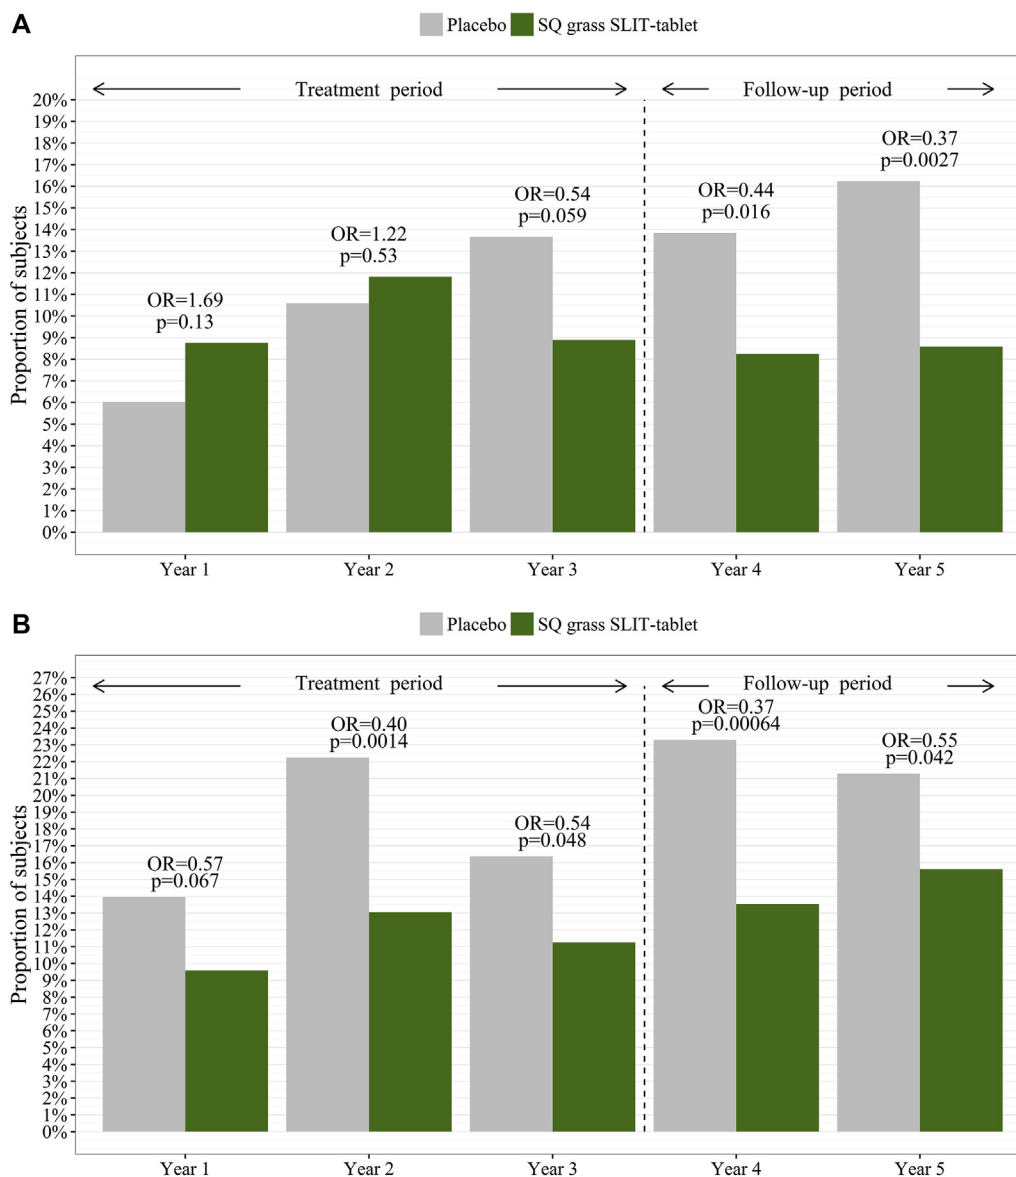 A
Placebo SQ grass SLIT-tablet
Treatment period Follow-up period
Proportion of subjects
20%
19%
18%
17%
16%
15%
14%
13%
12%
11%
10%
9%
8%
7%
6%
5%
4%
3%
2%
1%
0%
OR=1.69
p=0.13
OR=1.22
p=0.53
OR=0.54
p=0.059
OR=0.44
p=0.016
OR=0.37
p=0.0027
Year 1 Year 2 Year 3 Year 4 Year 5
B
Placebo SQ grass SLIT-tablet
Treatment period Follow-up period
Proportion of subjects
27%
26%
25%
24%
23%
22%
21%
20%
19%
18%
17%
16%
15%
14%
13%
12%
11%
10%
9%
8%
7%
6%
5%
4%
3%
2%
1%
0%
OR=0.57
p=0.067
OR=0.40
p=0.0014
OR=0.54
p=0.048
OR=0.37
p=0.00064
OR=0.55
p=0.042
Year 1 Year 2 Year 3 Year 4 Year 5